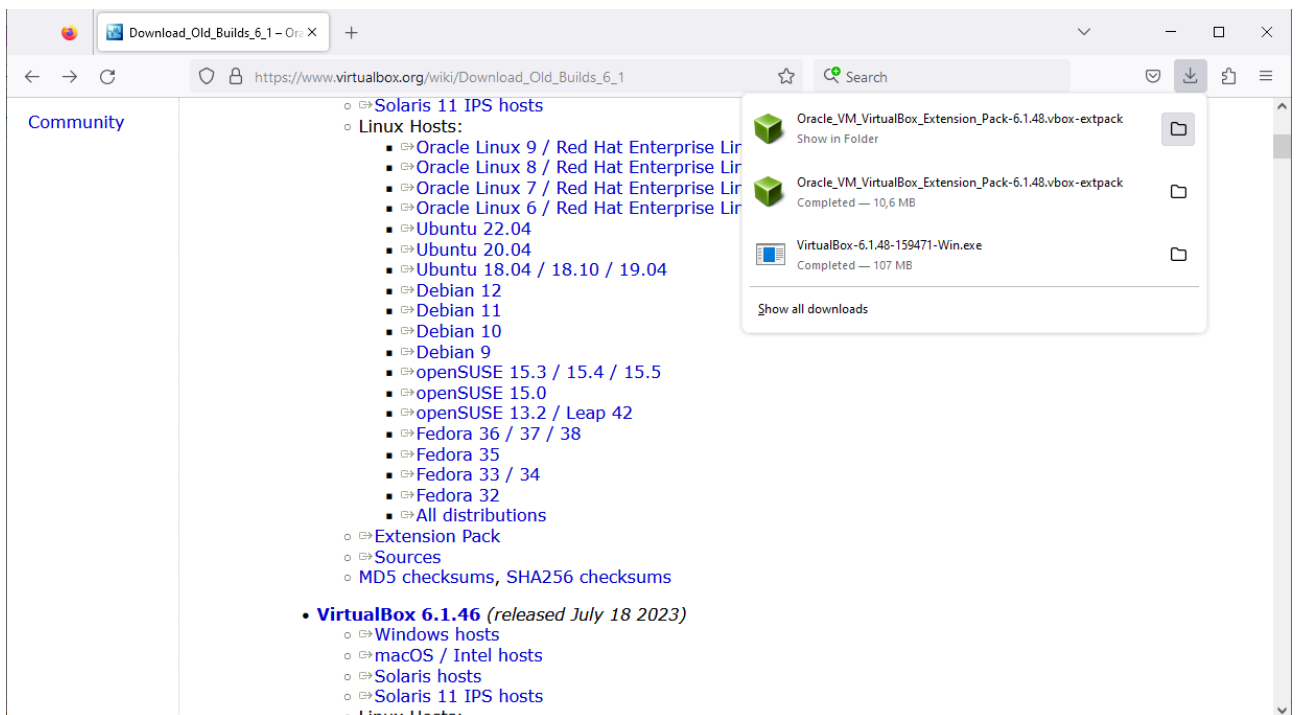 Download_Old_Builds_6_1 – Ora
https://www.virtualbox.org/wiki/Download_Old_Builds_6_1
Search
Community
Solaris 11 IPS hosts
Linux Hosts:
Oracle Linux 9 / Red Hat Enterprise Lin
Oracle Linux 8 / Red Hat Enterprise Lin
Oracle Linux 7 / Red Hat Enterprise Lin
Oracle Linux 6 / Red Hat Enterprise Lin
Ubuntu 22.04
Ubuntu 20.04
Ubuntu 18.04 / 18.10 / 19.04
Debian 12
Debian 11
Debian 10
Debian 9
openSUSE 15.3 / 15.4 / 15.5
openSUSE 15.0
openSUSE 13.2 / Leap 42
Fedora 36 / 37 / 38
Fedora 35
Fedora 33 / 34
Fedora 32
All distributions
Extension Pack
Sources
MD5 checksums, SHA256 checksums
VirtualBox 6.1.46 (released July 18 2023)
Windows hosts
macOS / Intel hosts
Solaris hosts
Solaris 11 IPS hosts
Linux Hosts:
Oracle_VM_VirtualBox_Extension_Pack-6.1.48.vbox-extpack
Show in Folder
Oracle_VM_VirtualBox_Extension_Pack-6.1.48.vbox-extpack
Completed — 10,6 MB
VirtualBox-6.1.48-159471-Win.exe
Completed — 107 MB
Show all downloads